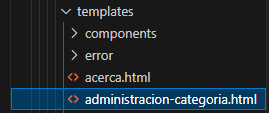 templates
components
error
acerca.html
administracion-categoria.html